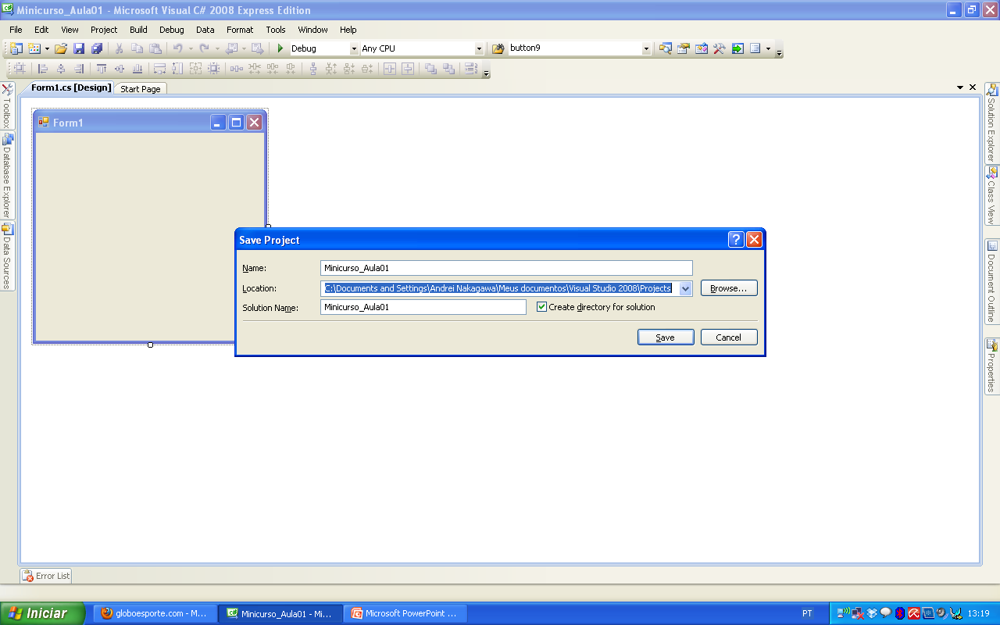 Minicurso_Aula01 - Microsoft Visual C# 2008 Express Edition
File Edit View Project Build Debug Data Format Tools Window Help
Debug Any CPU button9
Form1.cs [Design] Start Page
Toolbox
Database Explorer
Data Sources
Form1
Save Project
Name: Minicurso_Aula01
Location: C:\Documents and Settings\Andrei Nakagawa\Meus documentos\Visual Studio 2008\Projects Browse...
Solution Name: Minicurso_Aula01 Create directory for solution
Save Cancel
Solution Explorer
Class View
Document Outline
Properties
Error List
Iniciar globoesporte.com - M... Minicurso_Aula01 - Mi... Microsoft PowerPoint ... PT 13:19